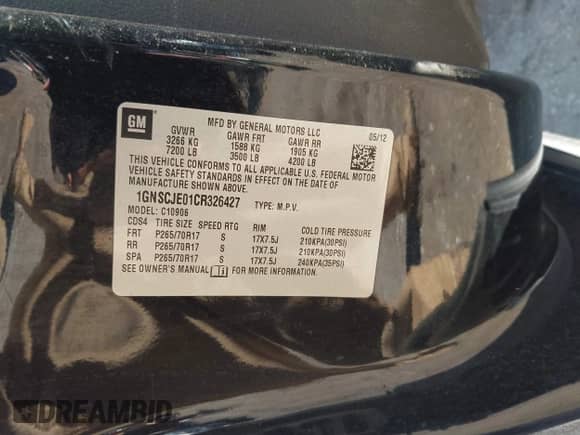 GM
MFD BY GENERAL MOTORS LLC
05/12
GVWR GAWR FRT GAWR RR
3266 KG 1588 KG 1905 KG
7200 LB 3500 LB 4200 LB
THIS VEHICLE CONFORMS TO ALL APPLICABLE U.S. FEDERAL MOTOR
VEHICLE SAFETY STANDARDS IN EFFECT ON THE DATE OF
MANUFACTURE SHOWN ABOVE.
1GNSCJE01CR326427 TYPE: M.P.V.
MODEL: C10906
CDS4 TIRE SIZE SPEED RTG RIM COLD TIRE PRESSURE
FRT P265/70R17 S 17X7.5J 210KPA(30PSI)
RR P265/70R17 S 17X7.5J 210KPA(30PSI)
SPA P265/70R17 S 17X7.5J 240KPA(35PSI)
SEE OWNER'S MANUAL FOR MORE INFORMATION.
DREAMBID